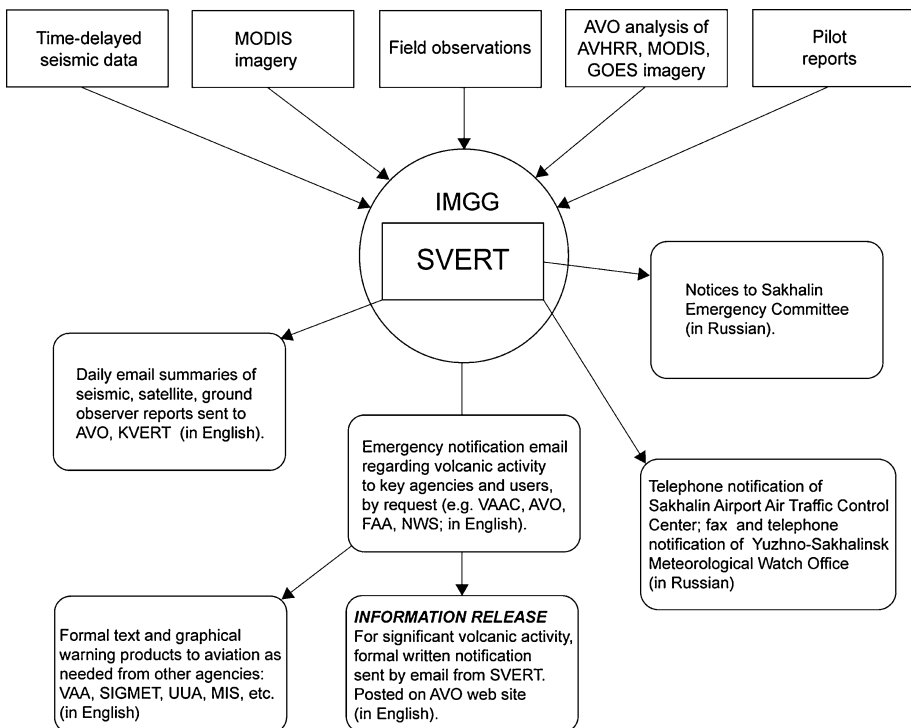 Time-delayed
seismic data
MODIS
imagery
Field observations
AVO analysis of
AVHRR, MODIS,
GOES imagery
Pilot
reports
IMGG
SVERT
Notices to Sakhalin
Emergency Committee
(in Russian).
Daily email summaries of
seismic, satellite, ground
observer reports sent to
AVO, KVERT (in English).
Emergency notification email
regarding volcanic activity
to key agencies and users,
by request (e.g. VAAC, AVO,
FAA, NWS; in English).
Telephone notification of
Sakhalin Airport Air Traffic Control
Center; fax and telephone
notification of Yuzhno-Sakhalinsk
Meteorological Watch Office
(in Russian)
Formal text and graphical
warning products to aviation as
needed from other agencies:
VAA, SIGMET, UUA, MIS, etc.
(in English)
INFORMATION RELEASE
For significant volcanic activity,
formal written notification
sent by email from SVERT.
Posted on AVO web site
(in English).